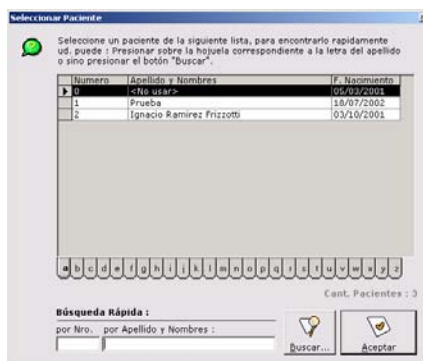 Seleccionar Paciente
Seleccione un paciente de la siguiente lista, para encontrarlo rapidamente
ud. puede : Presionar sobre la hojuela correspondiente a la letra del apellido
o sino presionar el botón "Buscar".
Numero Apellido y Nombres F. Nacimiento
0 <No usar> 05/03/2001
1 Prueba 18/07/2002
2 Ignacio Ramirez Frizzotti 03/10/2001
a b c d e f g h i j k l m n o p q r s t u v w x y z
Cant. Pacientes : 3
Búsqueda Rápida :
por Nro. por Apellido y Nombres :
Buscar... Aceptar